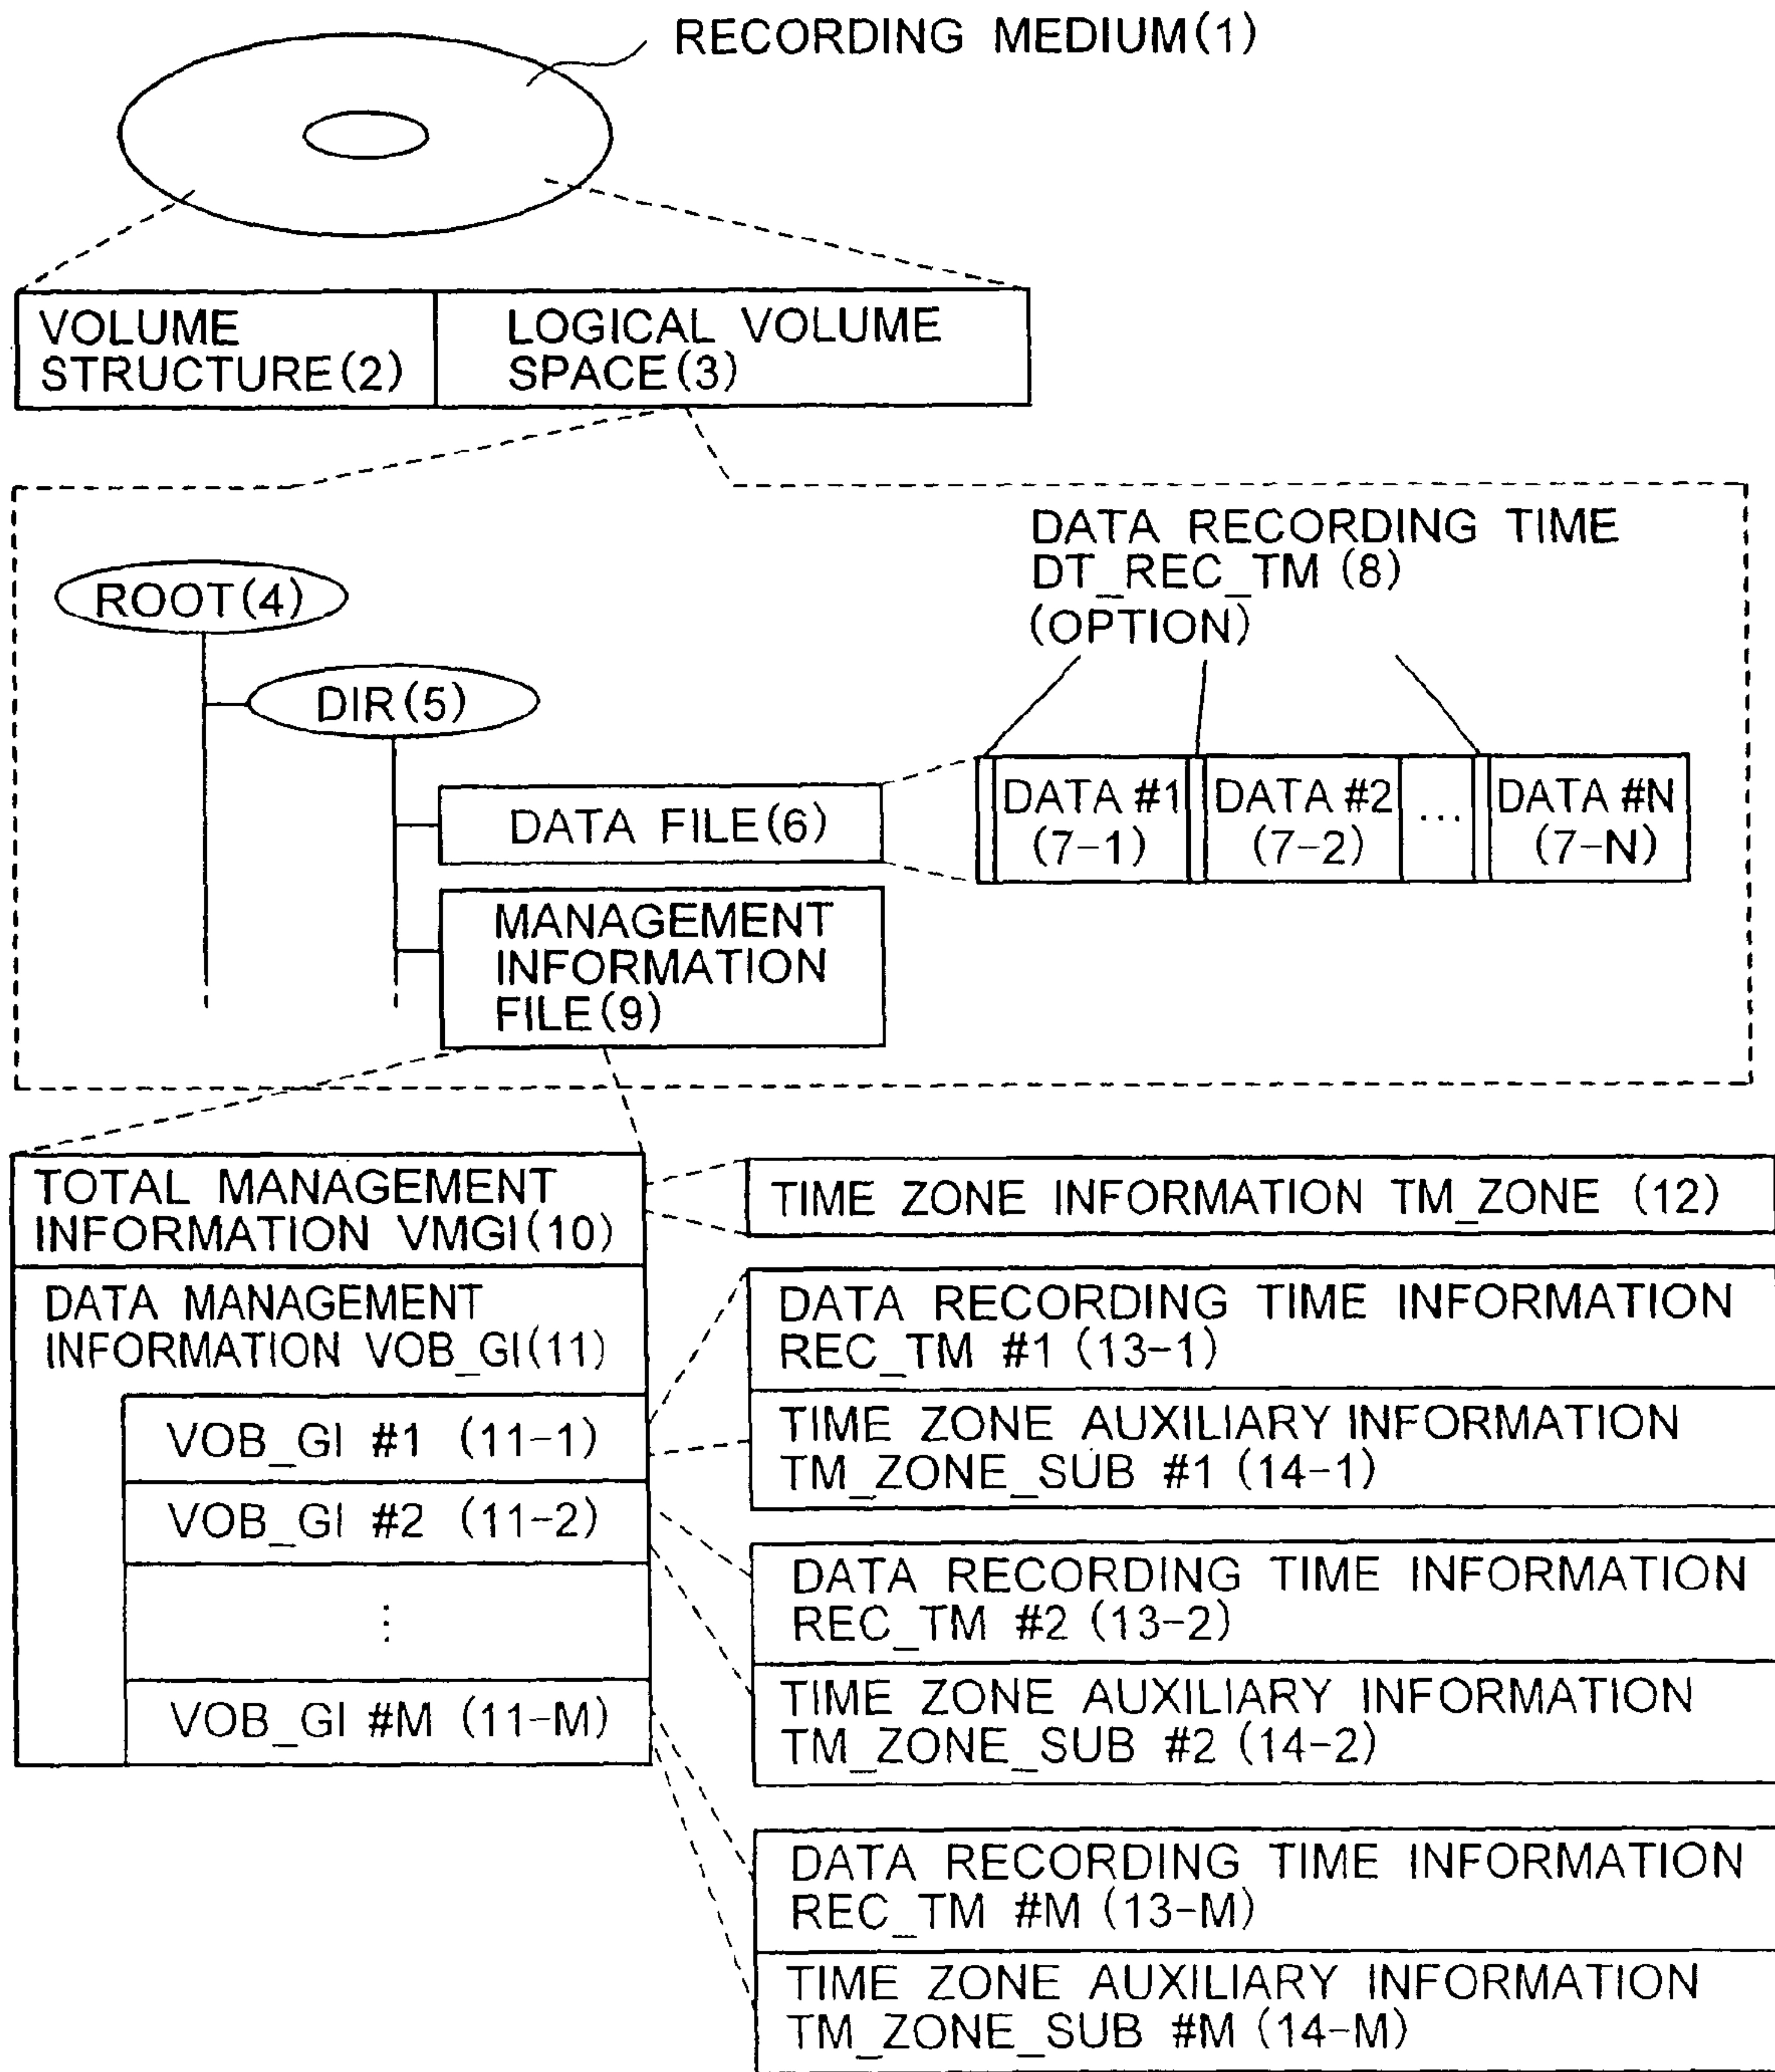 RECORDING MEDIUM(1)
VOLUME
STRUCTURE(2)
LOGICAL VOLUME
SPACE(3)
DATA RECORDING TIME
DT_REC_TM (8)
(OPTION)
ROOT(4)
DIR(5)
DATA FILE(6)
DATA #1
(7-1)
DATA #2
(7-2)
...
DATA #N
(7-N)
MANAGEMENT
INFORMATION
FILE(9)
TOTAL MANAGEMENT
INFORMATION VMGI(10)
TIME ZONE INFORMATION TM_ZONE (12)
DATA MANAGEMENT
INFORMATION VOB_GI(11)
VOB_GI #1 (11-1)
VOB_GI #2 (11-2)
⋮
VOB_GI #M (11-M)
DATA RECORDING TIME INFORMATION
REC_TM #1 (13-1)
TIME ZONE AUXILIARY INFORMATION
TM_ZONE_SUB #1 (14-1)
DATA RECORDING TIME INFORMATION
REC_TM #2 (13-2)
TIME ZONE AUXILIARY INFORMATION
TM_ZONE_SUB #2 (14-2)
DATA RECORDING TIME INFORMATION
REC_TM #M (13-M)
TIME ZONE AUXILIARY INFORMATION
TM_ZONE_SUB #M (14-M)